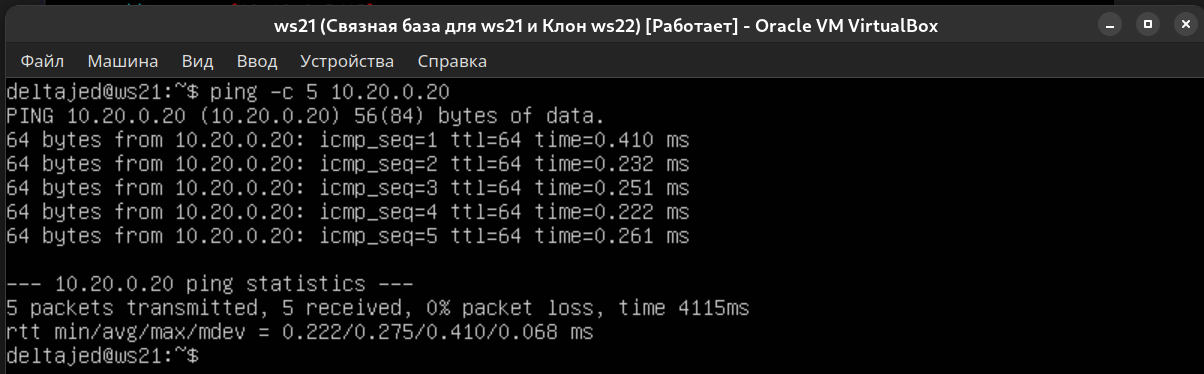 ws21 (Связная база для ws21 и Клон ws22) [Работает] - Oracle VM VirtualBox
Файл Машина Вид Ввод Устройства Справка
deltajed@ws21:~$ ping -c 5 10.20.0.20
PING 10.20.0.20 (10.20.0.20) 56(84) bytes of data.
64 bytes from 10.20.0.20: icmp_seq=1 ttl=64 time=0.410 ms
64 bytes from 10.20.0.20: icmp_seq=2 ttl=64 time=0.232 ms
64 bytes from 10.20.0.20: icmp_seq=3 ttl=64 time=0.251 ms
64 bytes from 10.20.0.20: icmp_seq=4 ttl=64 time=0.222 ms
64 bytes from 10.20.0.20: icmp_seq=5 ttl=64 time=0.261 ms
--- 10.20.0.20 ping statistics ---
5 packets transmitted, 5 received, 0% packet loss, time 4115ms
rtt min/avg/max/mdev = 0.222/0.275/0.410/0.068 ms
deltajed@ws21:~$